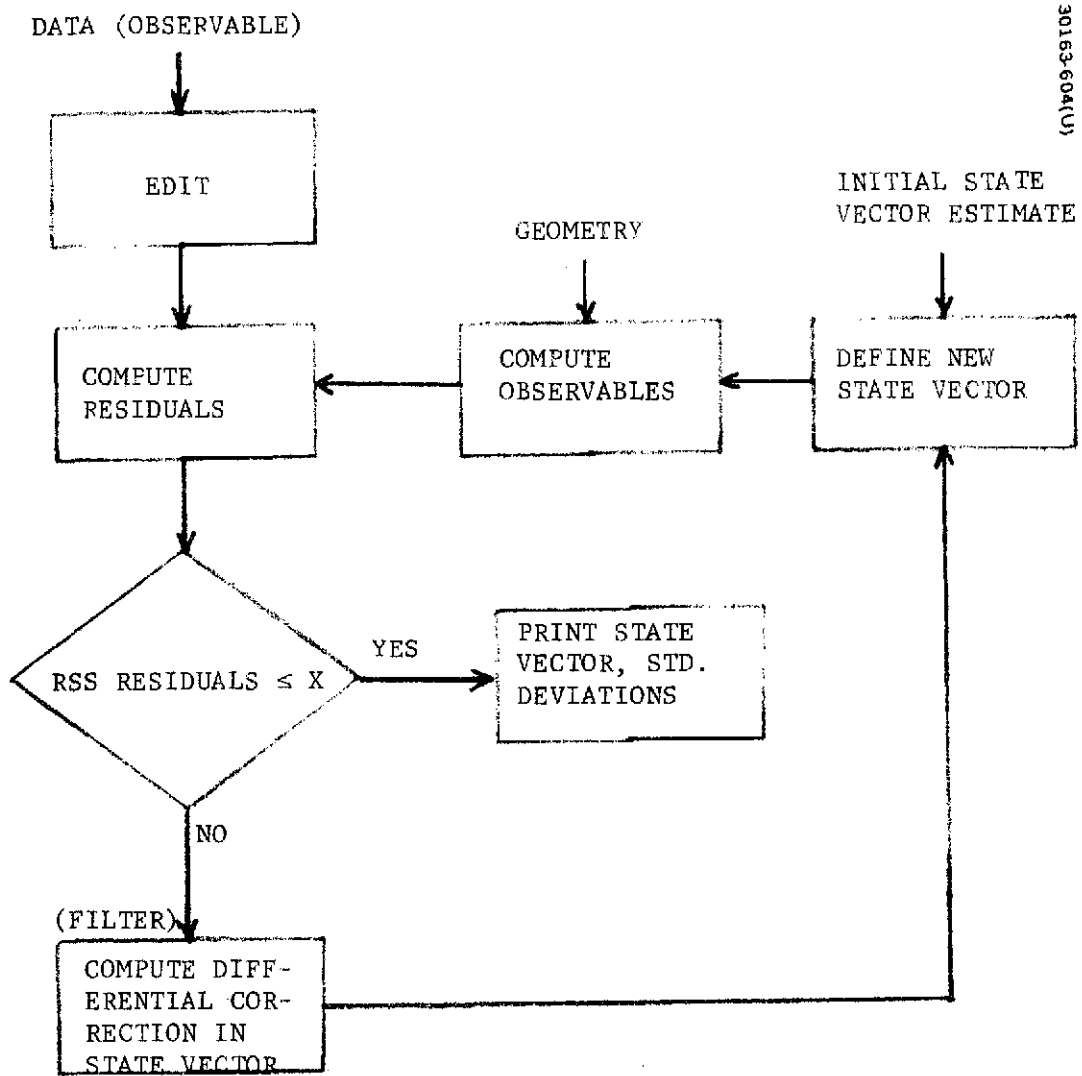 30163-604(U)
DATA (OBSERVABLE)
EDIT
INITIAL STATE
VECTOR ESTIMATE
GEOMETRY
COMPUTE
RESIDUALS
COMPUTE
OBSERVABLES
DEFINE NEW
STATE VECTOR
RSS RESIDUALS ≤ X
YES
PRINT STATE
VECTOR, STD.
DEVIATIONS
NO
(FILTER)
COMPUTE DIFF-
ERENTIAL COR-
RECTION IN
STATE VECTOR